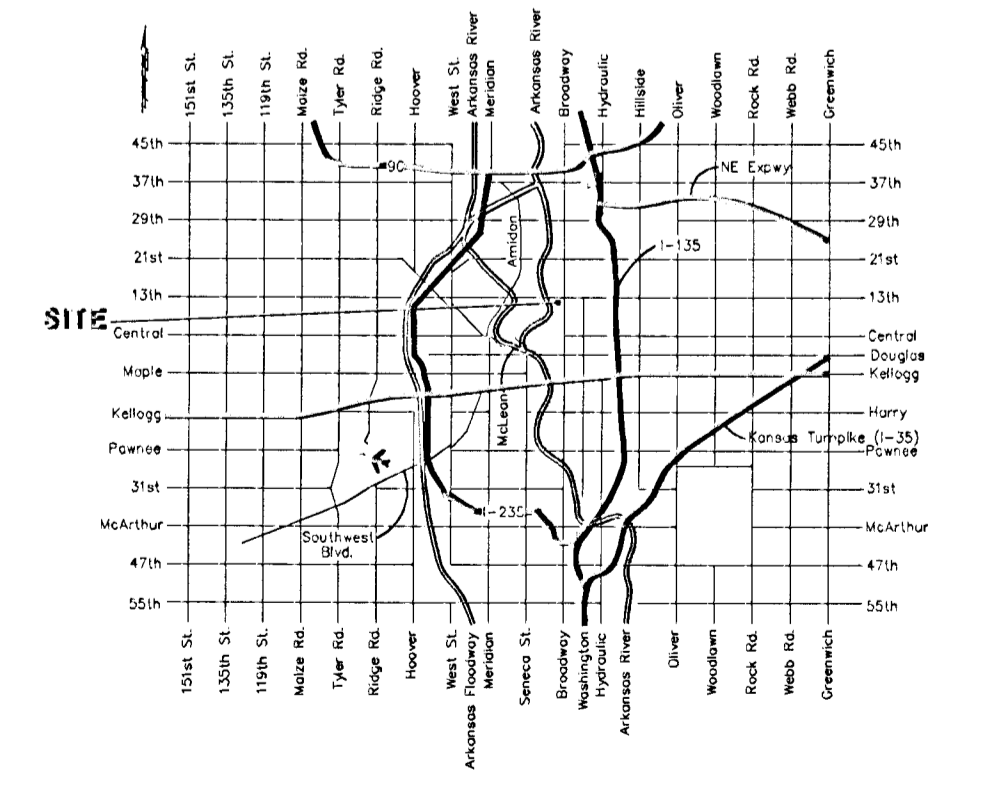 151st St.
135th St.
119th St.
Maize Rd.
Tyler Rd.
Ridge Rd.
Hoover
West St.
Arkansas River
Meridian
Arkansas River
Broadway
Hydraulic
Hillside
Oliver
Woodlawn
Rock Rd.
Webb Rd.
Greenwich
45th
45th
96
NE Expwy
37th
37th
29th
29th
Amidon
I-135
21st
21st
13th
13th
SITE
Central
Central
Douglas
Maple
Kellogg
McLean
Kellogg
Harry
Kansas Turnpike (I-35)
Pawnee
Pawnee
31st
31st
I-235
McArthur
McArthur
Southwest
Blvd.
47th
47th
55th
55th
151st St.
135th St.
119th St.
Maize Rd.
Tyler Rd.
Ridge Rd.
Hoover
West St.
Arkansas Floodway
Meridian
Seneca St.
Broadway
Washington
Hydraulic
Arkansas River
Oliver
Woodlawn
Rock Rd.
Webb Rd.
Greenwich